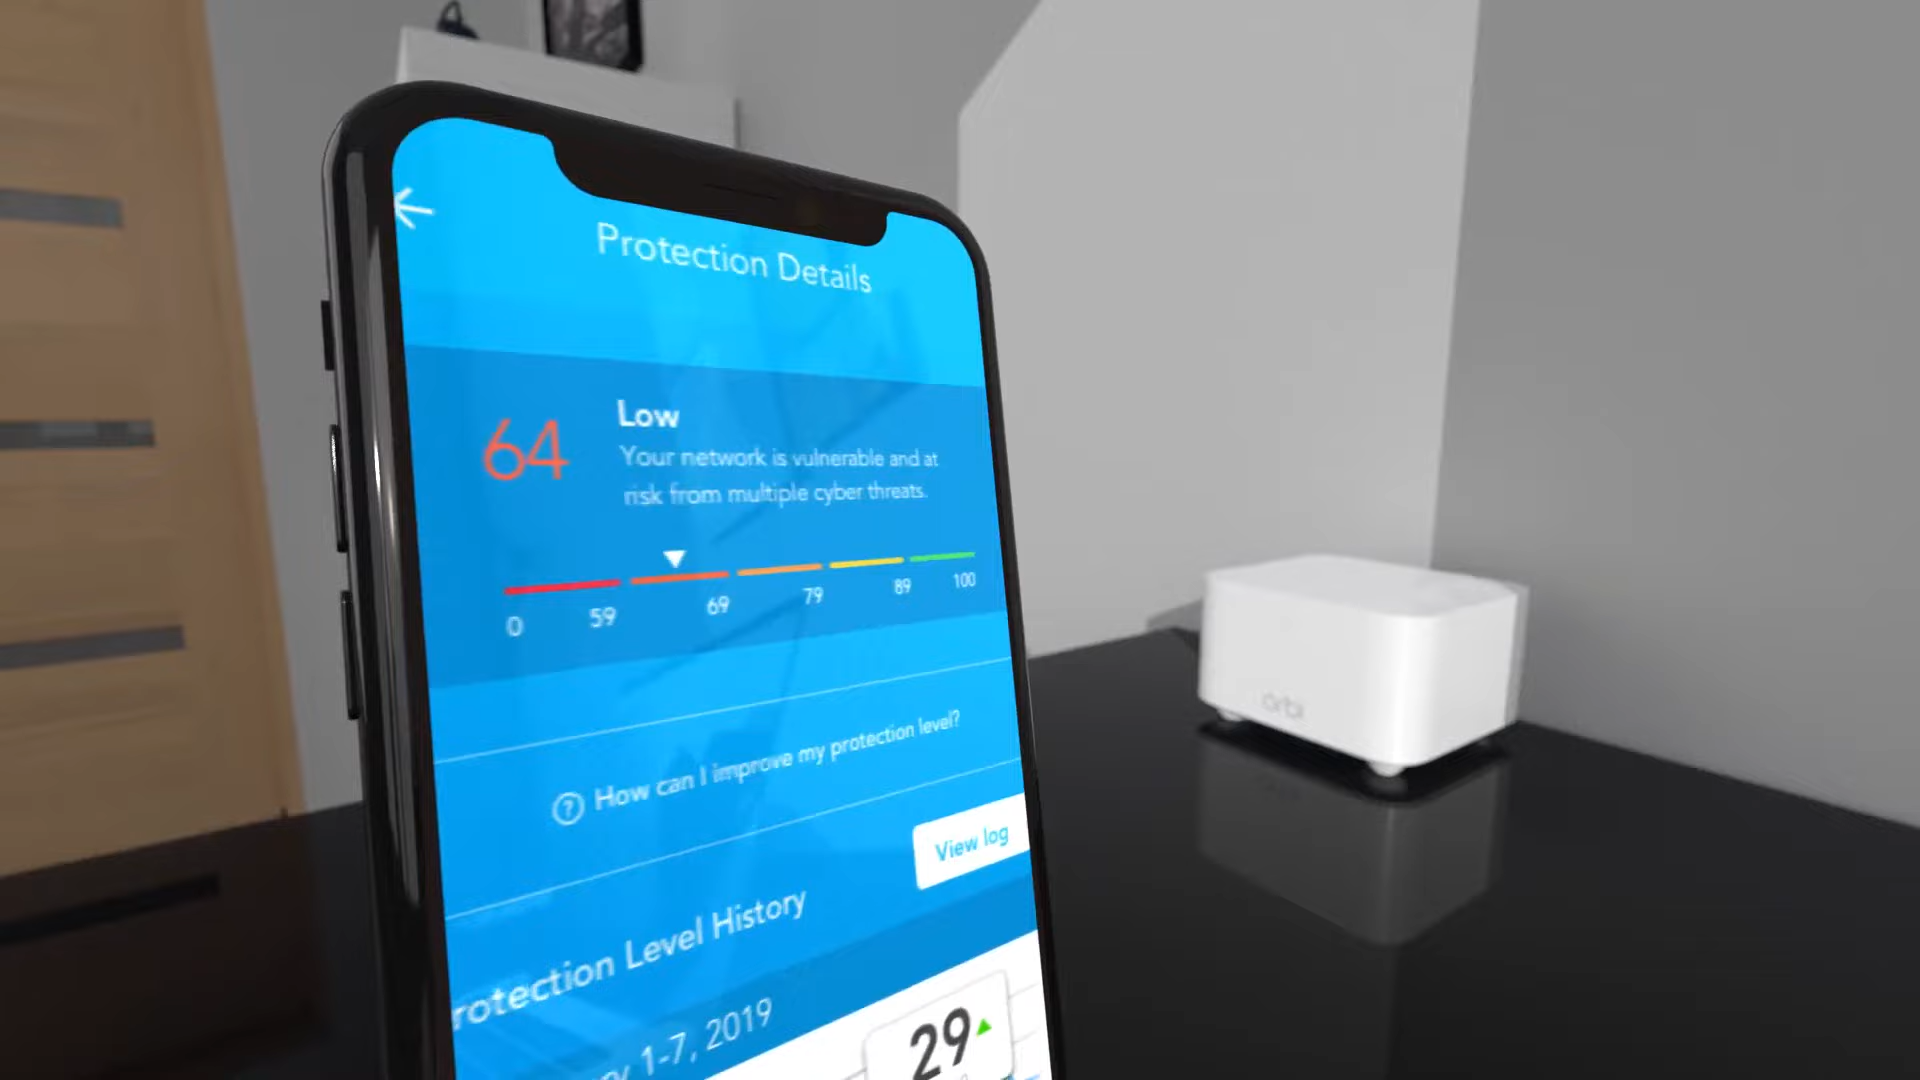 Protection Details
64
Low
Your network is vulnerable and at
risk from multiple cyber threats.
0 59 69 79 89 100
? How can I improve my protection level?
View log
rotection Level History
1-7, 2019
29
orbi